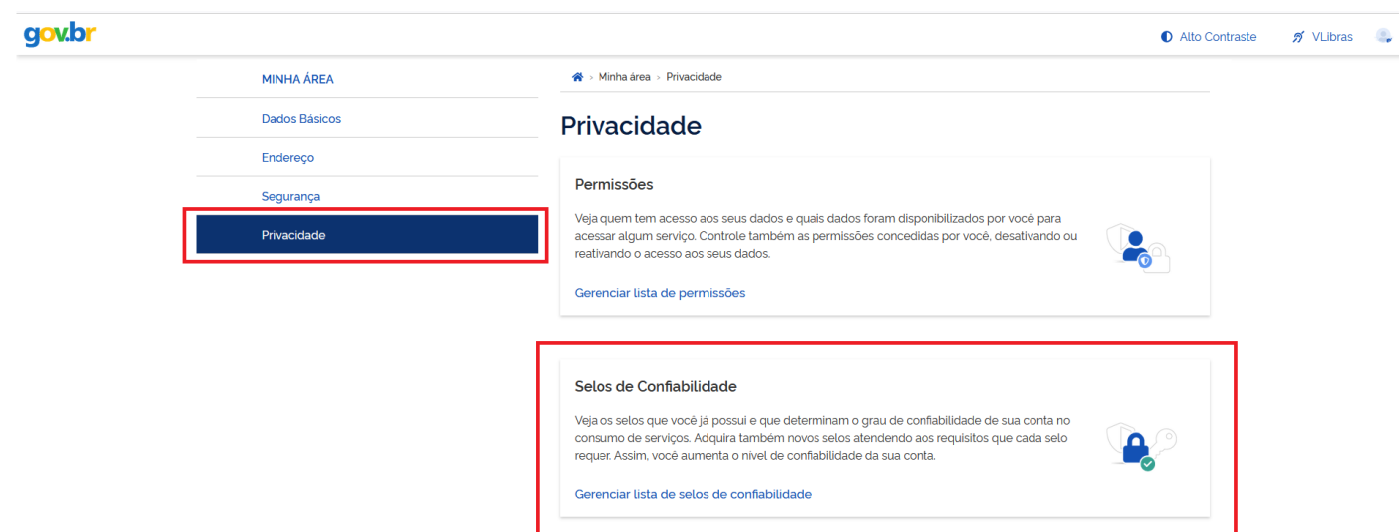 gov.br
Alto Contraste
VLibras
MINHA ÁREA
Dados Básicos
Endereço
Segurança
Privacidade
Minha área > Privacidade
Privacidade
Permissões
Veja quem tem acesso aos seus dados e quais dados foram disponibilizados por você para
acessar algum serviço. Controle também as permissões concedidas por você, desativando ou
reativando o acesso aos seus dados.
Gerenciar lista de permissões
Selos de Confiabilidade
Veja os selos que você já possui e que determinam o grau de confiabilidade de sua conta no
consumo de serviços. Adquira também novos selos atendendo aos requisitos que cada selo
requer. Assim, você aumenta o nível de confiabilidade da sua conta.
Gerenciar lista de selos de confiabilidade